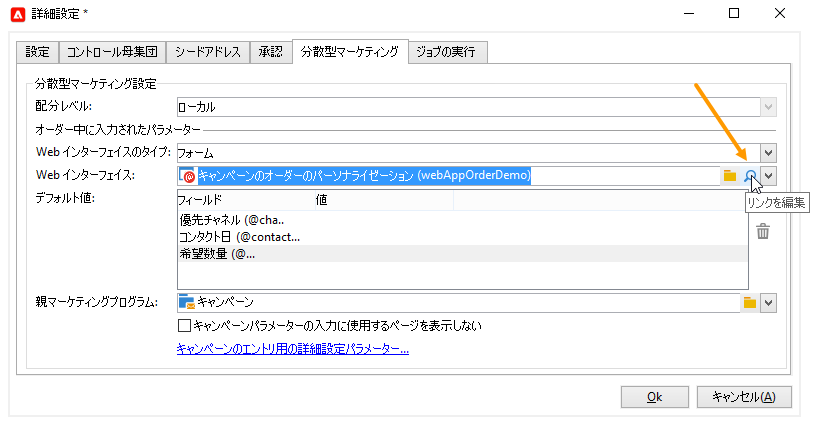 詳細設定 *
設定 コントロール母集団 シードアドレス 承認 分散型マーケティング ジョブの実行
分散型マーケティング設定
配分レベル: ローカル
オーダー中に入力されたパラメーター
Web インターフェイスのタイプ: フォーム
Web インターフェイス: キャンペーンのオーダーのパーソナライゼーション (webAppOrderDemo)
リンクを編集
デフォルト値: フィールド 値
優先チャネル (@cha..
コンタクト日 (@contact...
希望数量 (@...
親マーケティングプログラム: キャンペーン
キャンペーンパラメーターの入力に使用するページを表示しない
キャンペーンのエントリ用の詳細設定パラメーター...
Ok キャンセル(A)